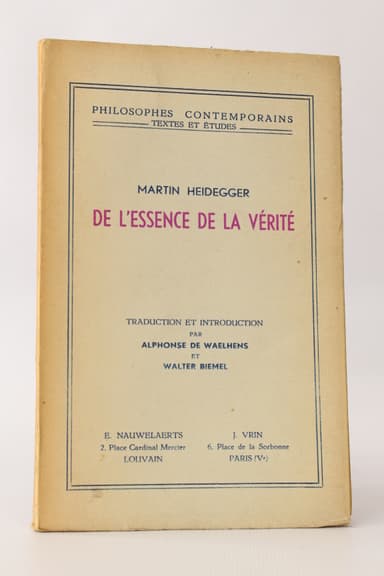 PHILOSOPHES CONTEMPORAINS
TEXTES ET ÉTUDES
MARTIN HEIDEGGER
DE L'ESSENCE DE LA VÉRITÉ
TRADUCTION ET INTRODUCTION
PAR
ALPHONSE DE WAELHENS
ET
WALTER BIEMEL
E. NAUWELAERTS
2, Place Cardinal Mercier
LOUVAIN
J. VRIN
6, Place de la Sorbonne
PARIS (Vᵉ)